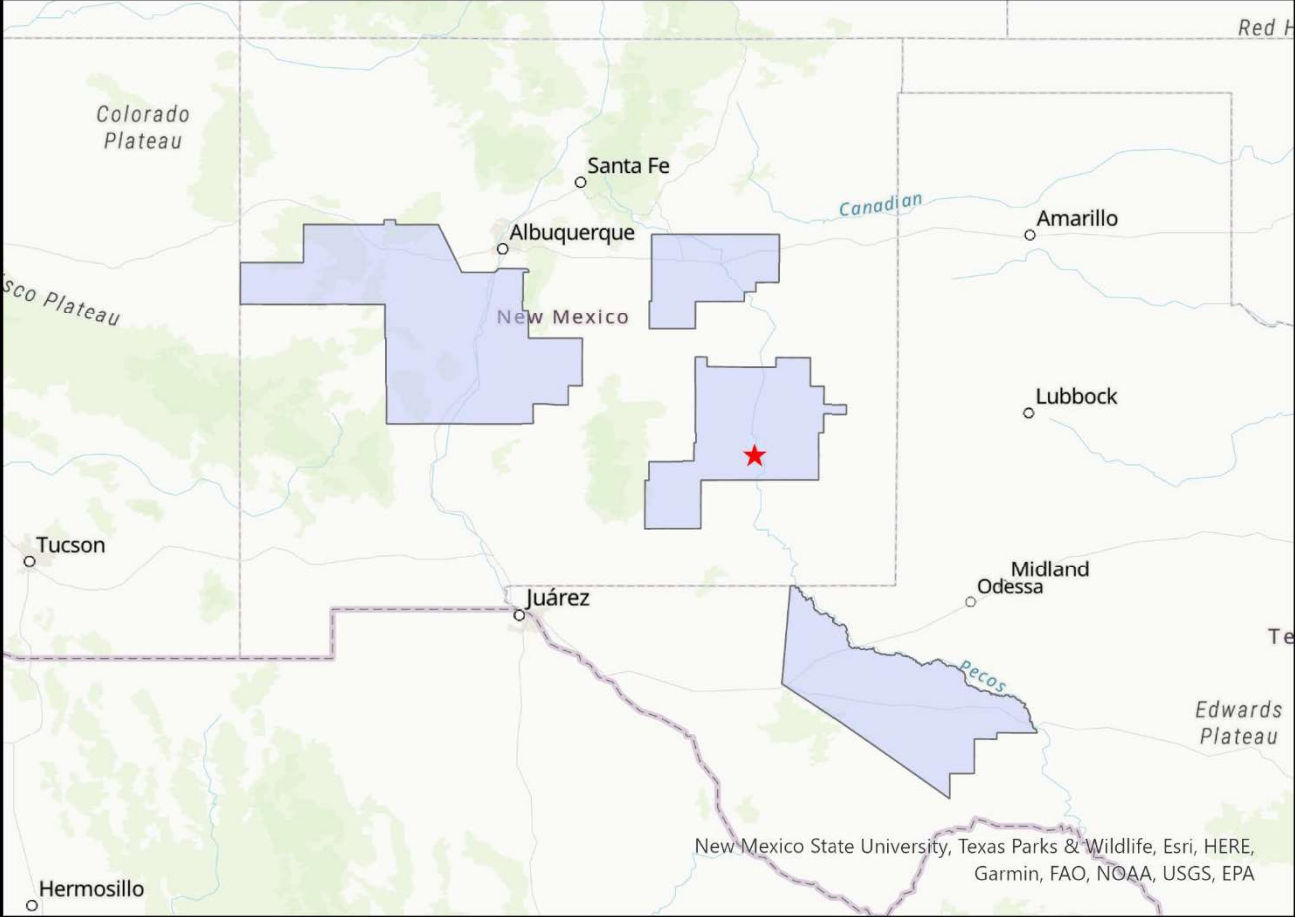 Red H
Colorado
Plateau
Santa Fe
Canadian
Albuquerque
Amarillo
sco Plateau
New Mexico
Lubbock
Tucson
Midland
Odessa
Juárez
Te
Pecos
Edwards
Plateau
New Mexico State University, Texas Parks & Wildlife, Esri, HERE,
Garmin, FAO, NOAA, USGS, EPA
Hermosillo